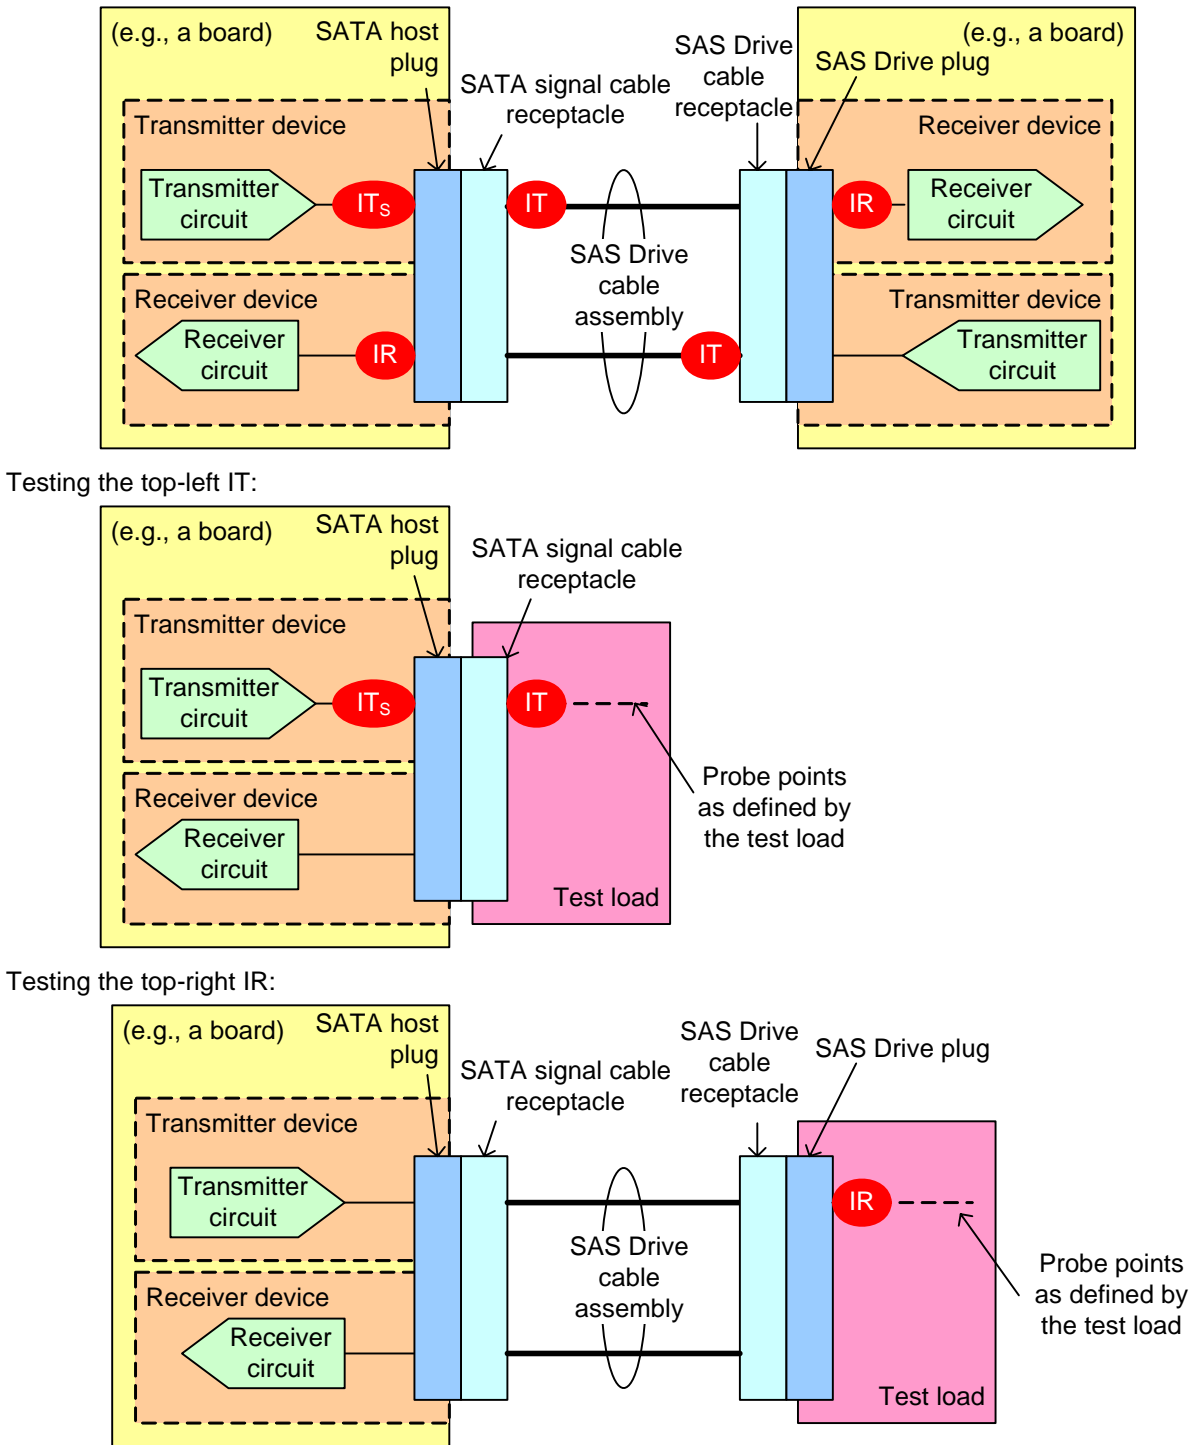 (e.g., a board)
SATA host
plug
SATA signal cable
receptacle
SAS Drive
cable
receptacle
SAS Drive plug
(e.g., a board)
Transmitter device
Transmitter
circuit
ITS
IT
SAS Drive
cable
assembly
IR
Receiver device
Receiver
circuit
Receiver device
Receiver
circuit
IR
IT
Transmitter device
Transmitter
circuit
Testing the top-left IT:
(e.g., a board)
SATA host
plug
SATA signal cable
receptacle
Transmitter device
Transmitter
circuit
ITS
IT
Receiver device
Receiver
circuit
Probe points
as defined by
the test load
Test load
Testing the top-right IR:
(e.g., a board)
SATA host
plug
SATA signal cable
receptacle
SAS Drive
cable
receptacle
SAS Drive plug
Transmitter device
Transmitter
circuit
SAS Drive
cable
assembly
IR
Receiver device
Receiver
circuit
Probe points
as defined by
the test load
Test load